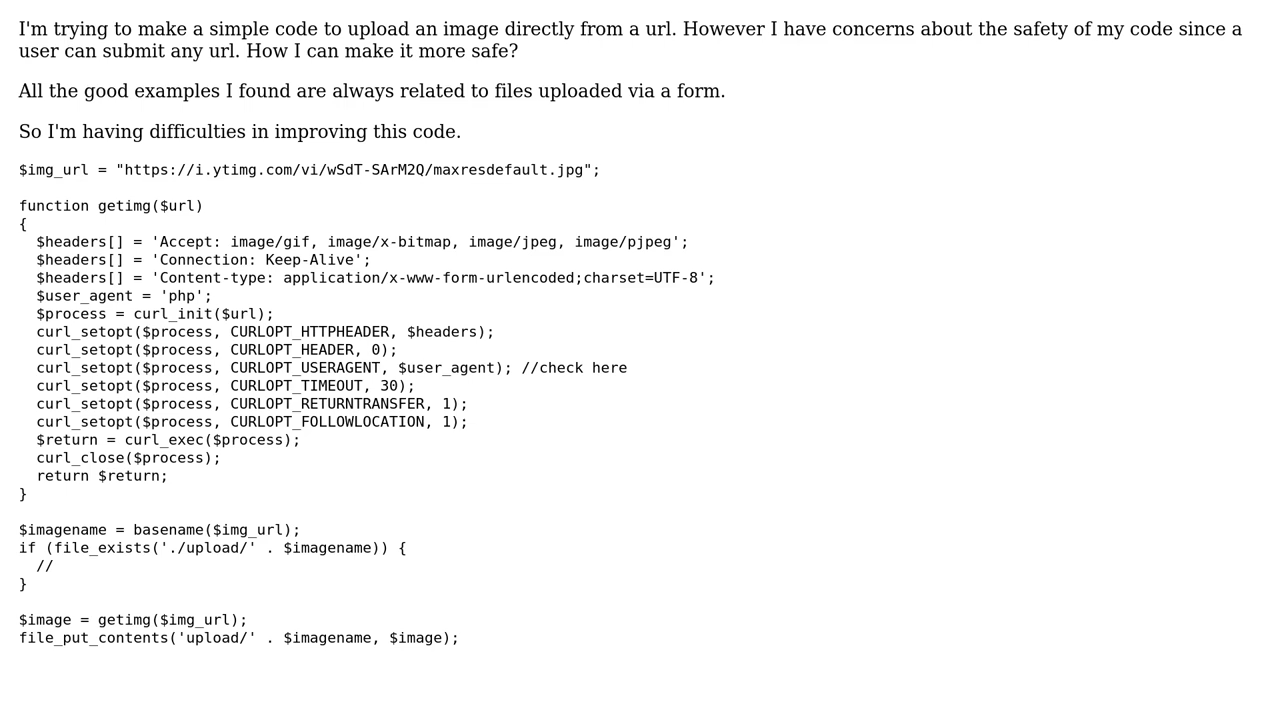 I'm trying to make a simple code to upload an image directly from a url. However I have concerns about the safety of my code since a
user can submit any url. How I can make it more safe?
All the good examples I found are always related to files uploaded via a form.
So I'm having difficulties in improving this code.
$img_url = "https://i.ytimg.com/vi/wSdT-SArM2Q/maxresdefault.jpg";
function getimg($url)
{
  $headers[] = 'Accept: image/gif, image/x-bitmap, image/jpeg, image/pjpeg';
  $headers[] = 'Connection: Keep-Alive';
  $headers[] = 'Content-type: application/x-www-form-urlencoded;charset=UTF-8';
  $user_agent = 'php';
  $process = curl_init($url);
  curl_setopt($process, CURLOPT_HTTPHEADER, $headers);
  curl_setopt($process, CURLOPT_HEADER, 0);
  curl_setopt($process, CURLOPT_USERAGENT, $user_agent); //check here
  curl_setopt($process, CURLOPT_TIMEOUT, 30);
  curl_setopt($process, CURLOPT_RETURNTRANSFER, 1);
  curl_setopt($process, CURLOPT_FOLLOWLOCATION, 1);
  $return = curl_exec($process);
  curl_close($process);
  return $return;
}
$imagename = basename($img_url);
if (file_exists('./upload/' . $imagename)) {
  //
}
$image = getimg($img_url);
file_put_contents('upload/' . $imagename, $image);